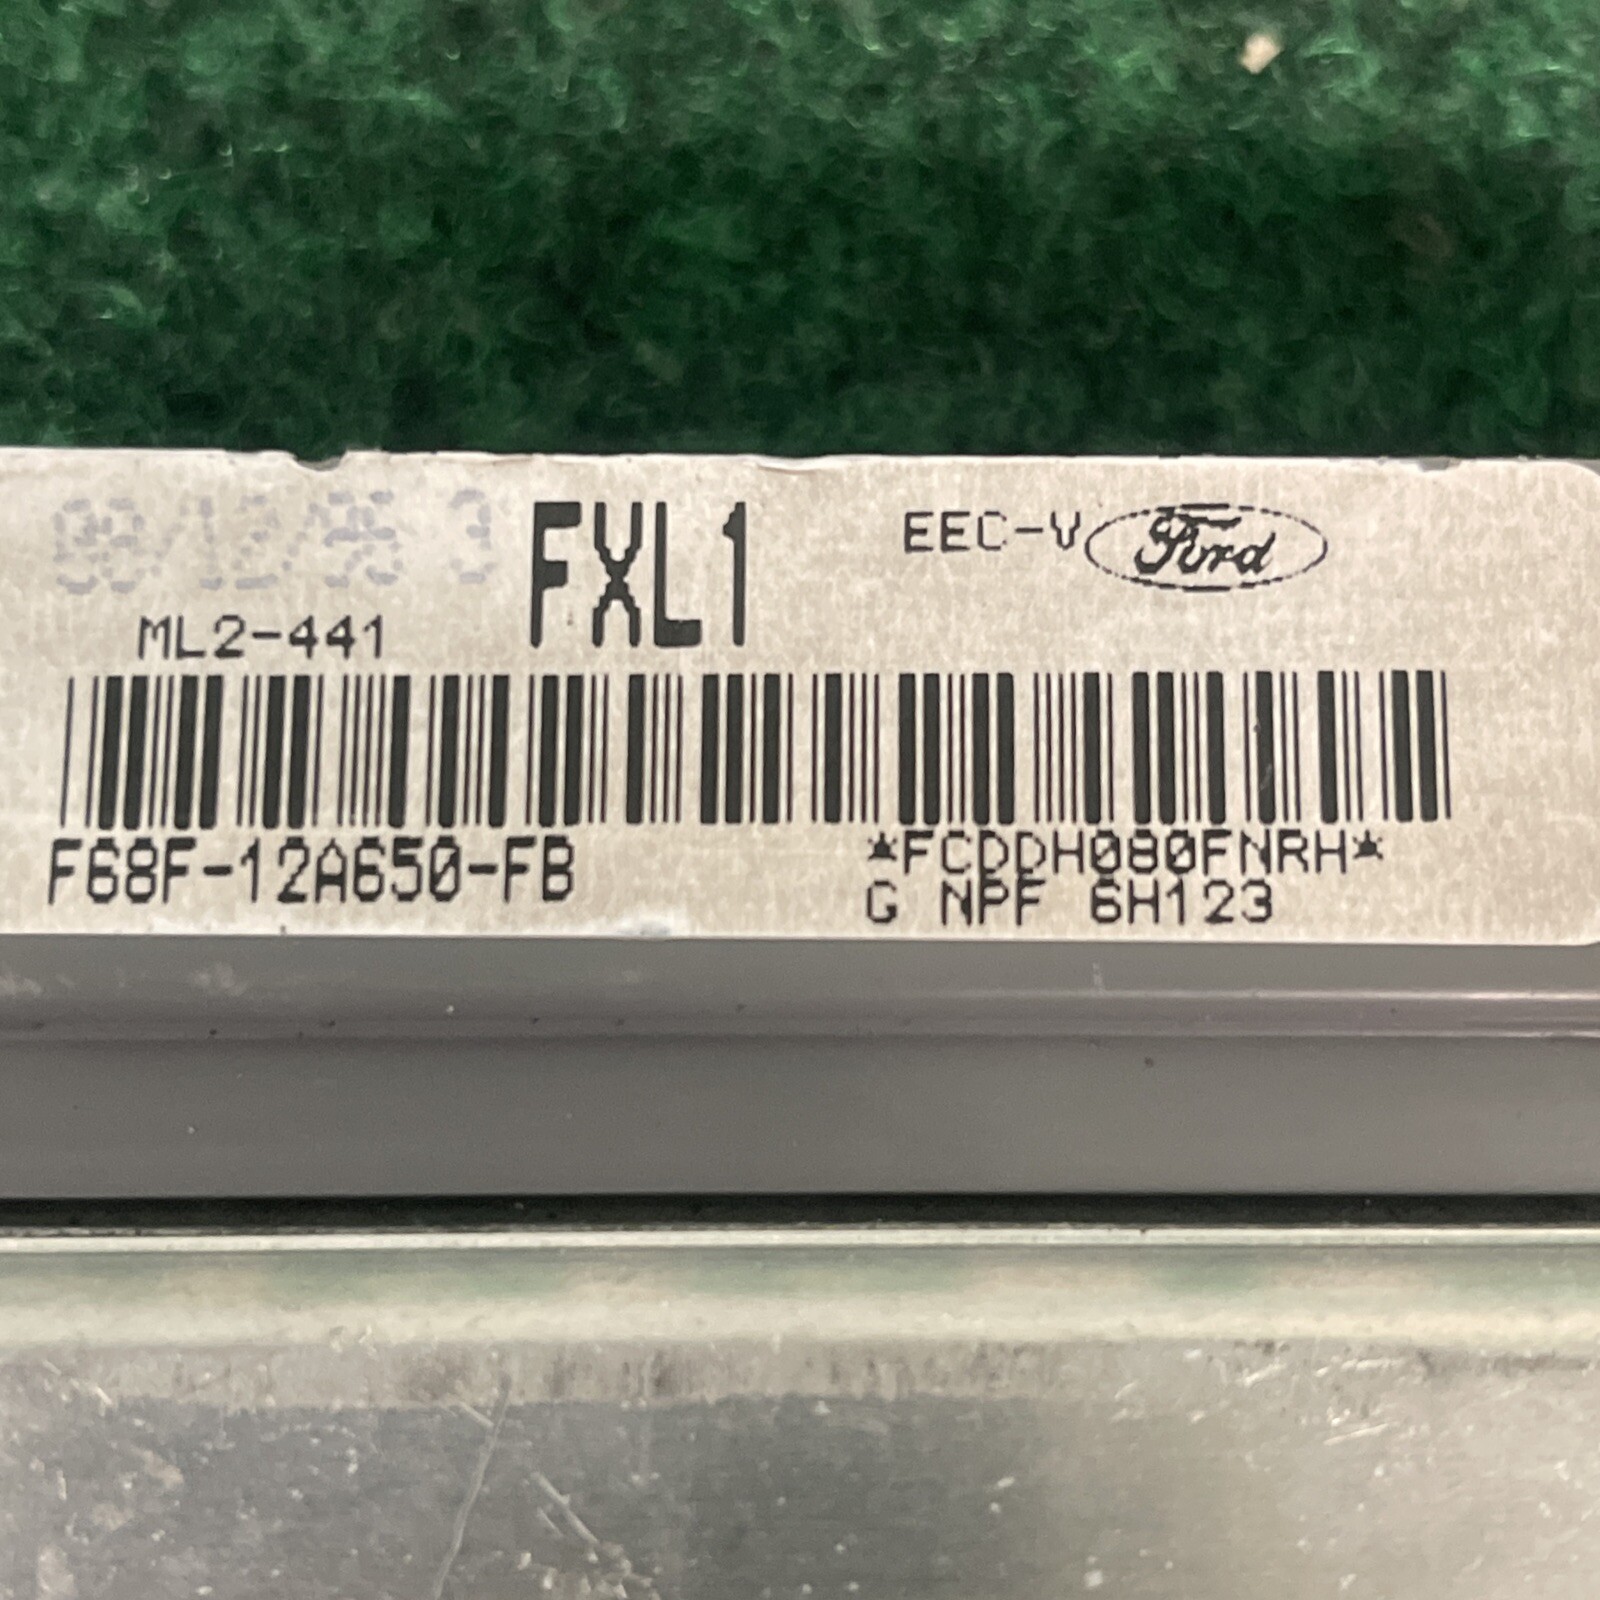 FXL1
EEC-V Ford
ML2-441
F68F-12A650-FB
*FCDDH080FNRH*
G NPF 6H123